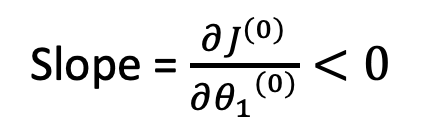 Slope = ∂J⁽⁰⁾ / ∂θ₁⁽⁰⁾ < 0